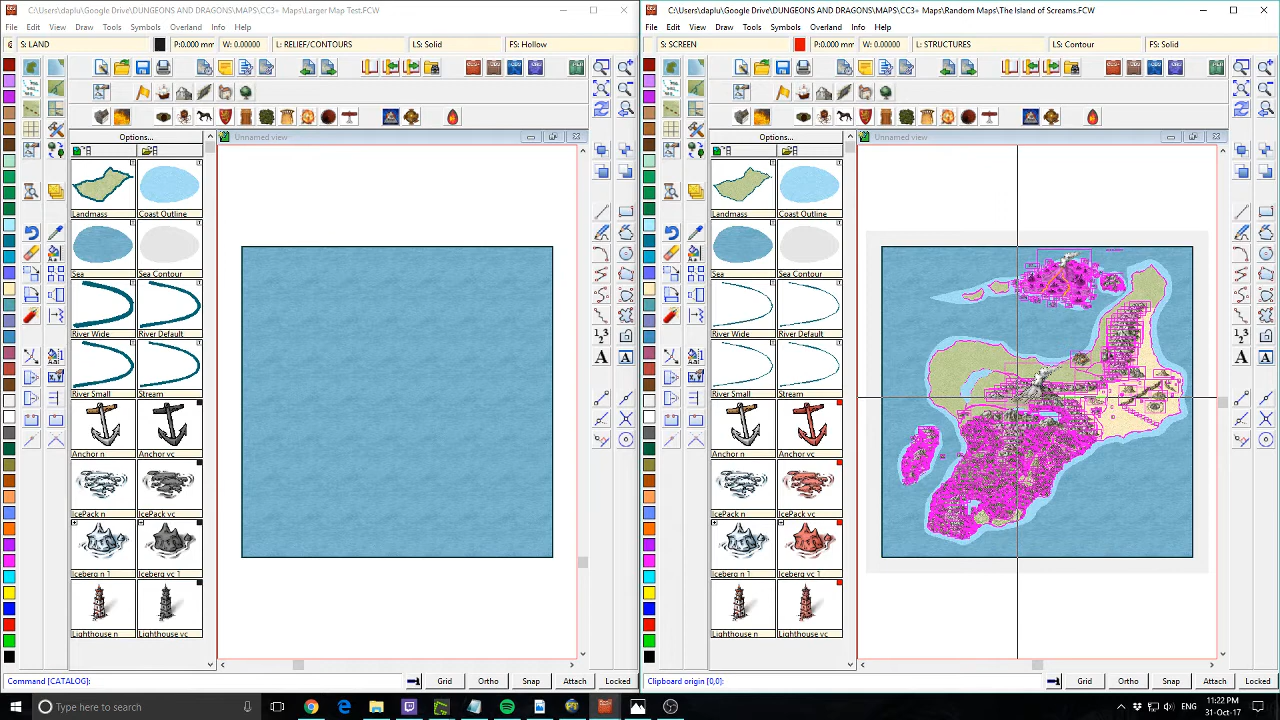 C:\Users\daplu\Google Drive\DUNGEONS AND DRAGONS\MAPS\CC3+ Maps\Larger Map Test.FCW
File Edit View Draw Tools Symbols Overland Info Help
S: LAND P:0.000 mm W: 0.00000 L: RELIEF/CONTOURS LS: Solid FS: Hollow
Options... Unnamed view
Landmass Coast Outline
Sea Sea Contour
River Wide River Default
River Small Stream
Anchor n Anchor vc
IcePack n IcePack vc
Iceberg n 1 Iceberg vc 1
Lighthouse n Lighthouse vc
Command [CATALOG]: Grid Ortho Snap Attach Locked
C:\Users\daplu\Google Drive\DUNGEONS AND DRAGONS\MAPS\CC3+ Maps\Random Maps\The Island of Screams.FCW
File Edit View Draw Tools Symbols Overland Info Help
S: SCREEN P:0.000 mm W: 0.00000 L: STRUCTURES LS: Contour FS: Solid
Options... Unnamed view
Landmass Coast Outline
Sea Sea Contour
River Wide River Default
River Small Stream
Anchor n Anchor vc
IcePack n IcePack vc
Iceberg n 1 Iceberg vc 1
Lighthouse n Lighthouse vc
Clipboard origin [0,0]: Grid Ortho Snap Attach Locked
Type here to search
ENG 11:22 PM
31-Oct-17